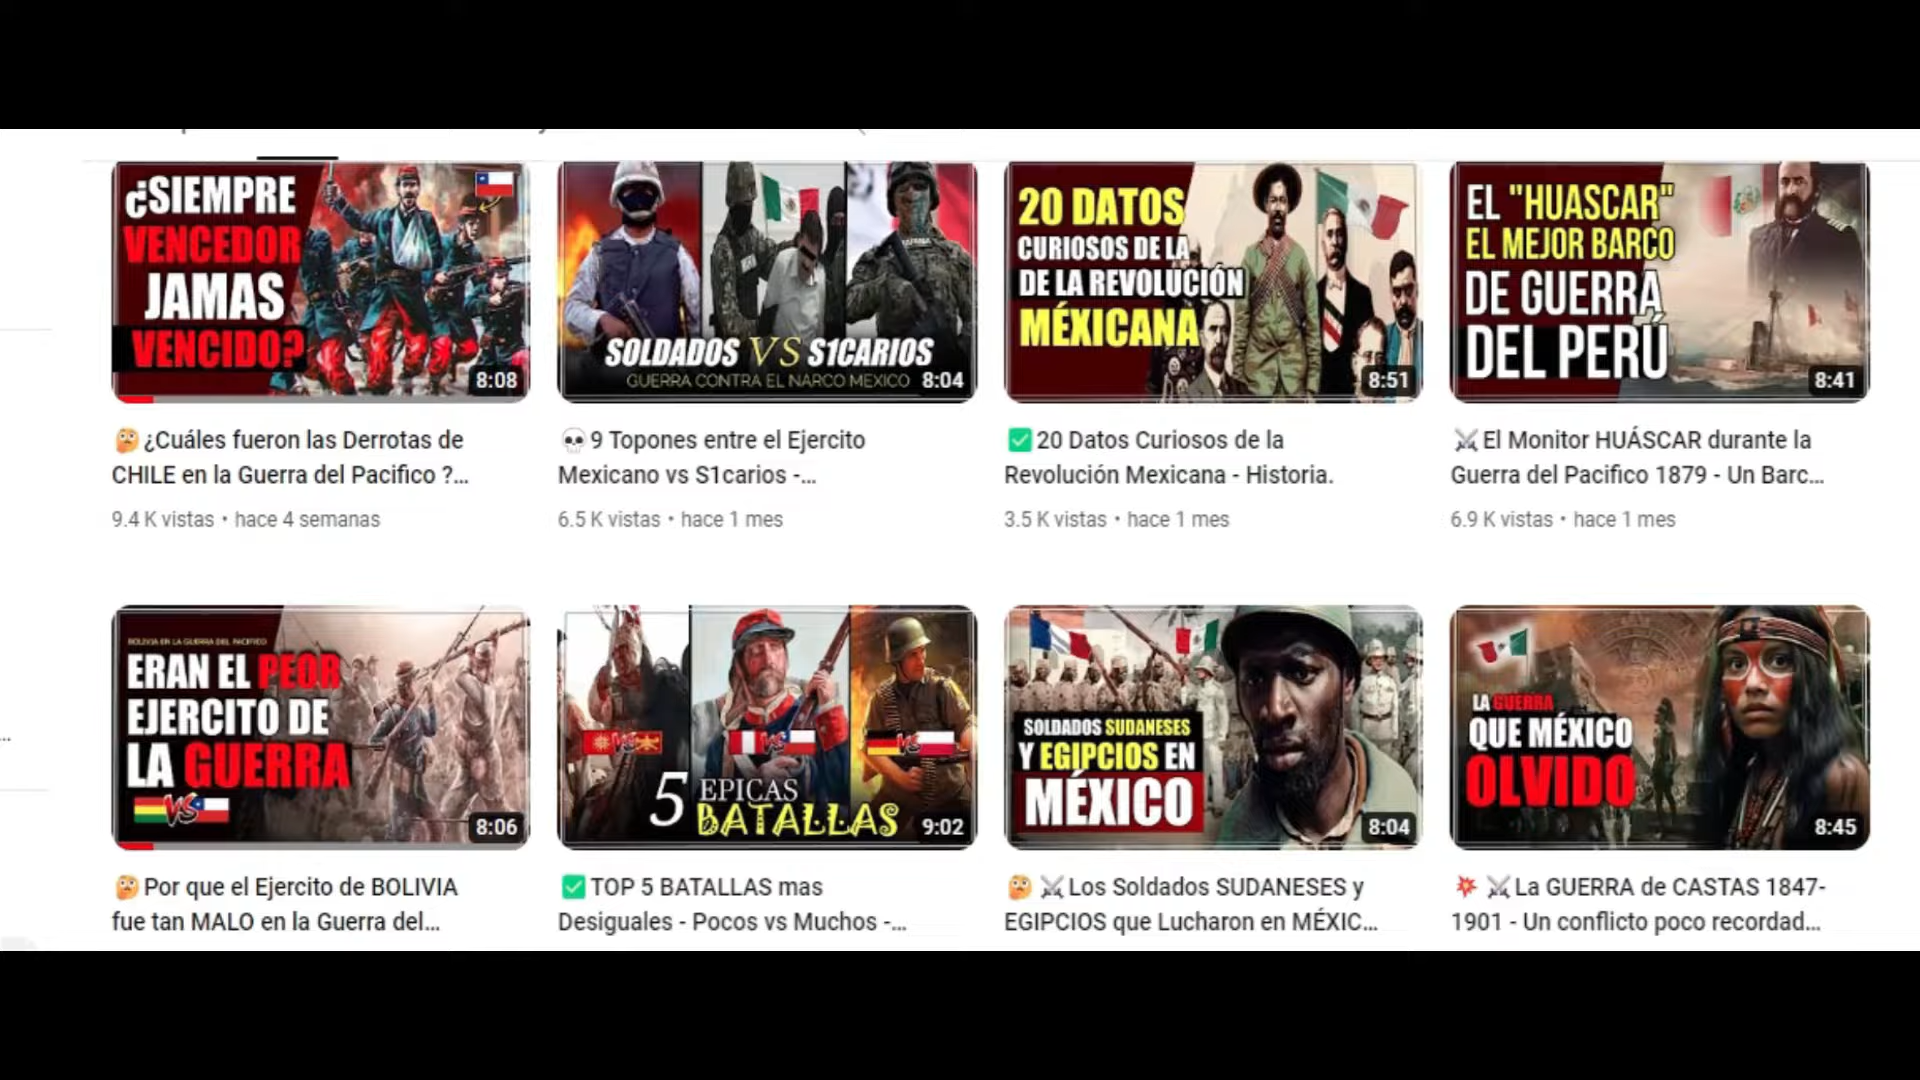 ¿SIEMPRE
VENCEDOR
JAMAS
VENCIDO?
8:08
SOLDADOS VS S1CARIOS
GUERRA CONTRA EL NARCO MEXICO
8:04
20 DATOS
CURIOSOS DE LA
DE LA REVOLUCIÓN
MÉXICANA
8:51
EL "HUASCAR"
EL MEJOR BARCO
DE GUERRA
DEL PERÚ
8:41
🤔¿Cuáles fueron las Derrotas de
CHILE en la Guerra del Pacifico ?...
9.4 K vistas • hace 4 semanas
💀9 Topones entre el Ejercito
Mexicano vs S1carios -...
6.5 K vistas • hace 1 mes
✅20 Datos Curiosos de la
Revolución Mexicana - Historia.
3.5 K vistas • hace 1 mes
⚔El Monitor HUÁSCAR durante la
Guerra del Pacifico 1879 - Un Barc...
6.9 K vistas • hace 1 mes
BOLIVIA EN LA GUERRA DEL PACIFICO
ERAN EL PEOR
EJERCITO DE
LA GUERRA
VS
8:06
VS
VS
VS
5 EPICAS
BATALLAS
9:02
SOLDADOS SUDANESES
Y EGIPCIOS EN
MÉXICO
8:04
LA GUERRA
QUE MÉXICO
OLVIDO
8:45
🤔Por que el Ejercito de BOLIVIA
fue tan MALO en la Guerra del...
✅TOP 5 BATALLAS mas
Desiguales - Pocos vs Muchos -...
🤔⚔Los Soldados SUDANESES y
EGIPCIOS que Lucharon en MÉXIC...
💥⚔La GUERRA de CASTAS 1847-
1901 - Un conflicto poco recordad...